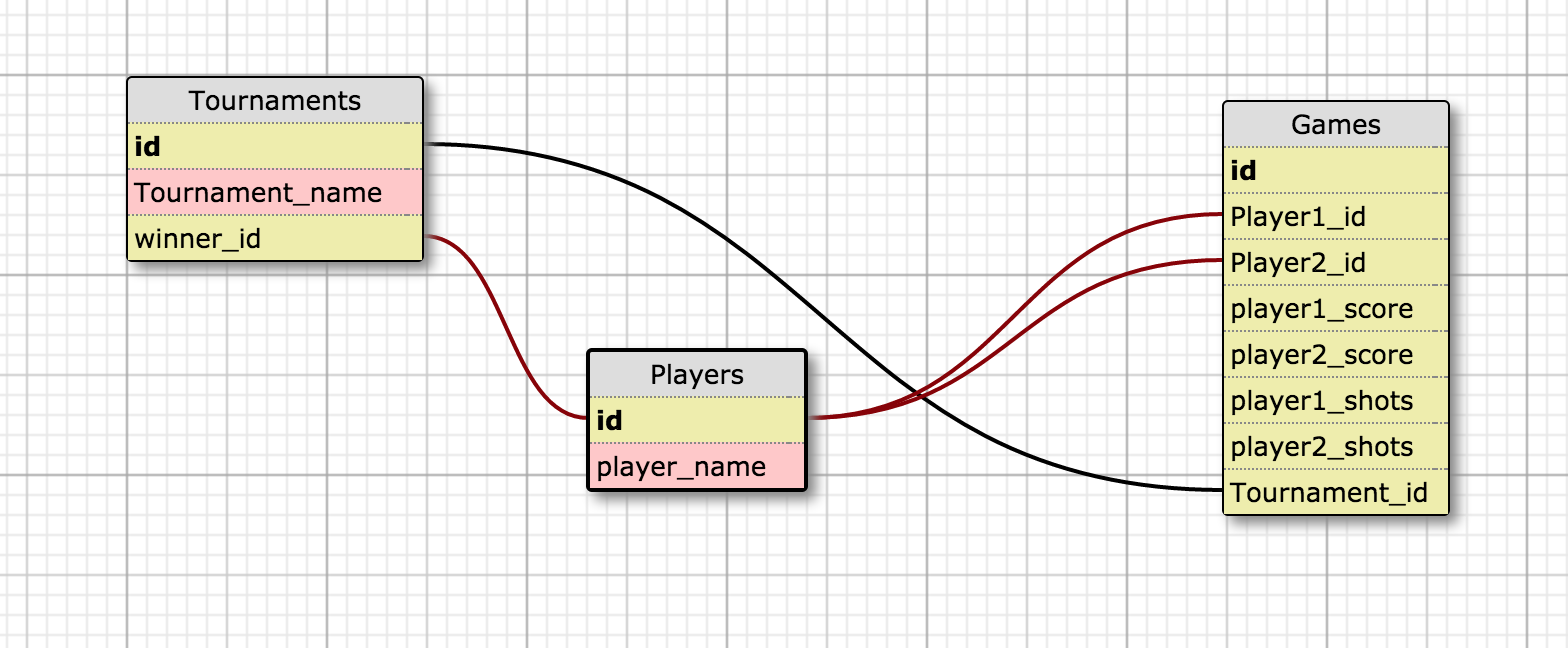 Tournaments
id
Tournament_name
winner_id
Players
id
player_name
Games
id
Player1_id
Player2_id
player1_score
player2_score
player1_shots
player2_shots
Tournament_id